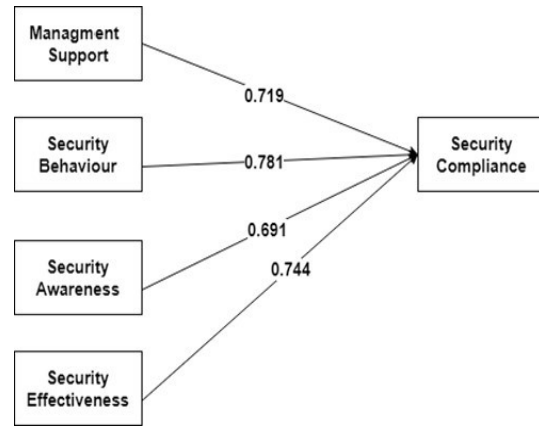 Managment
Support
0.719
Security
Behaviour
0.781
Security
Compliance
0.691
Security
Awareness
0.744
Security
Effectiveness